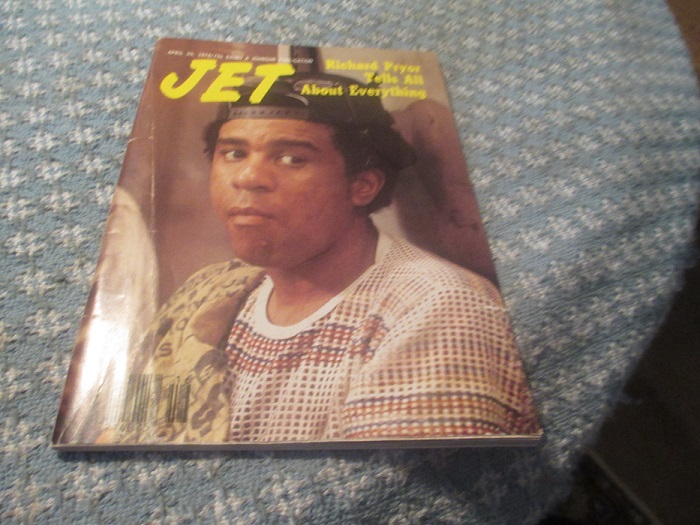 JET
Richard Pryor
Tells All
About Everything